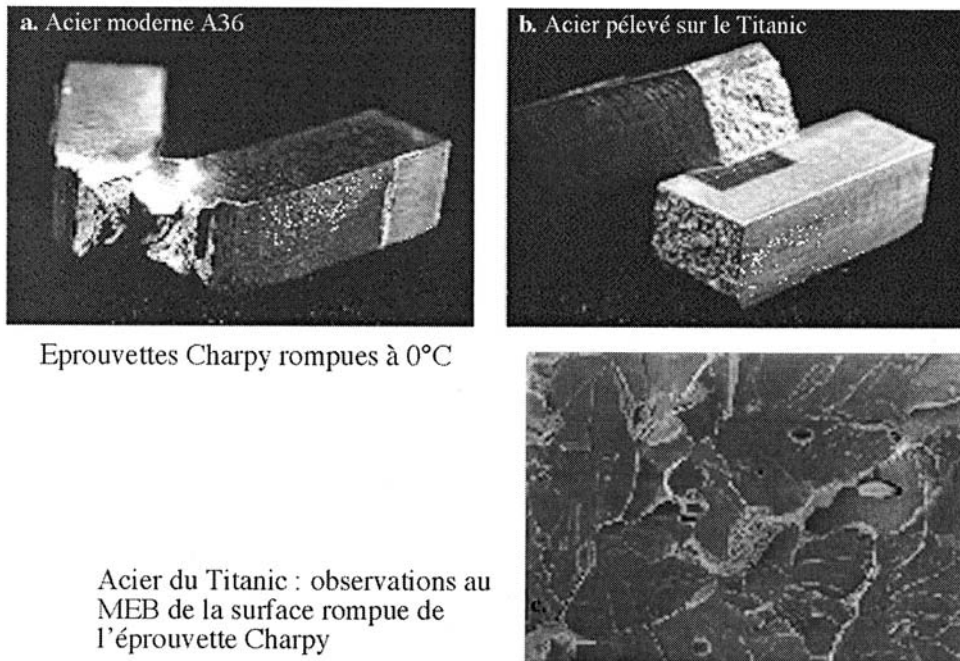 a. Acier moderne A36
b. Acier pélevé sur le Titanic
Eprouvettes Charpy rompues à 0°C
c.
Acier du Titanic : observations au
MEB de la surface rompue de
l'éprouvette Charpy